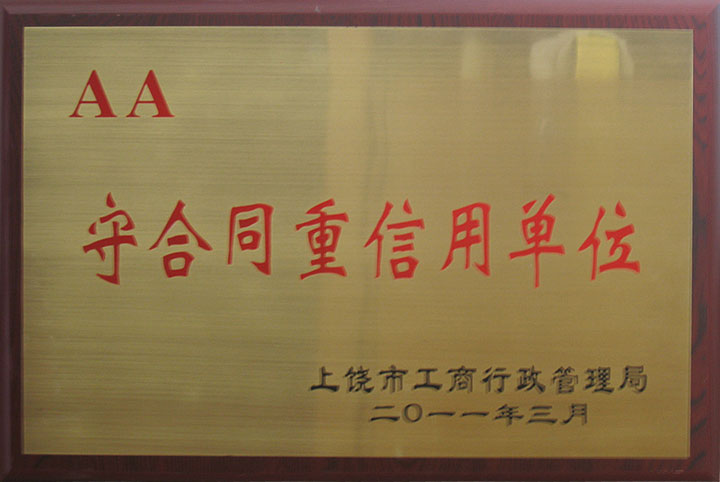 AA
守合同重信用单位
上饶市工商行政管理局
二〇一一年三月